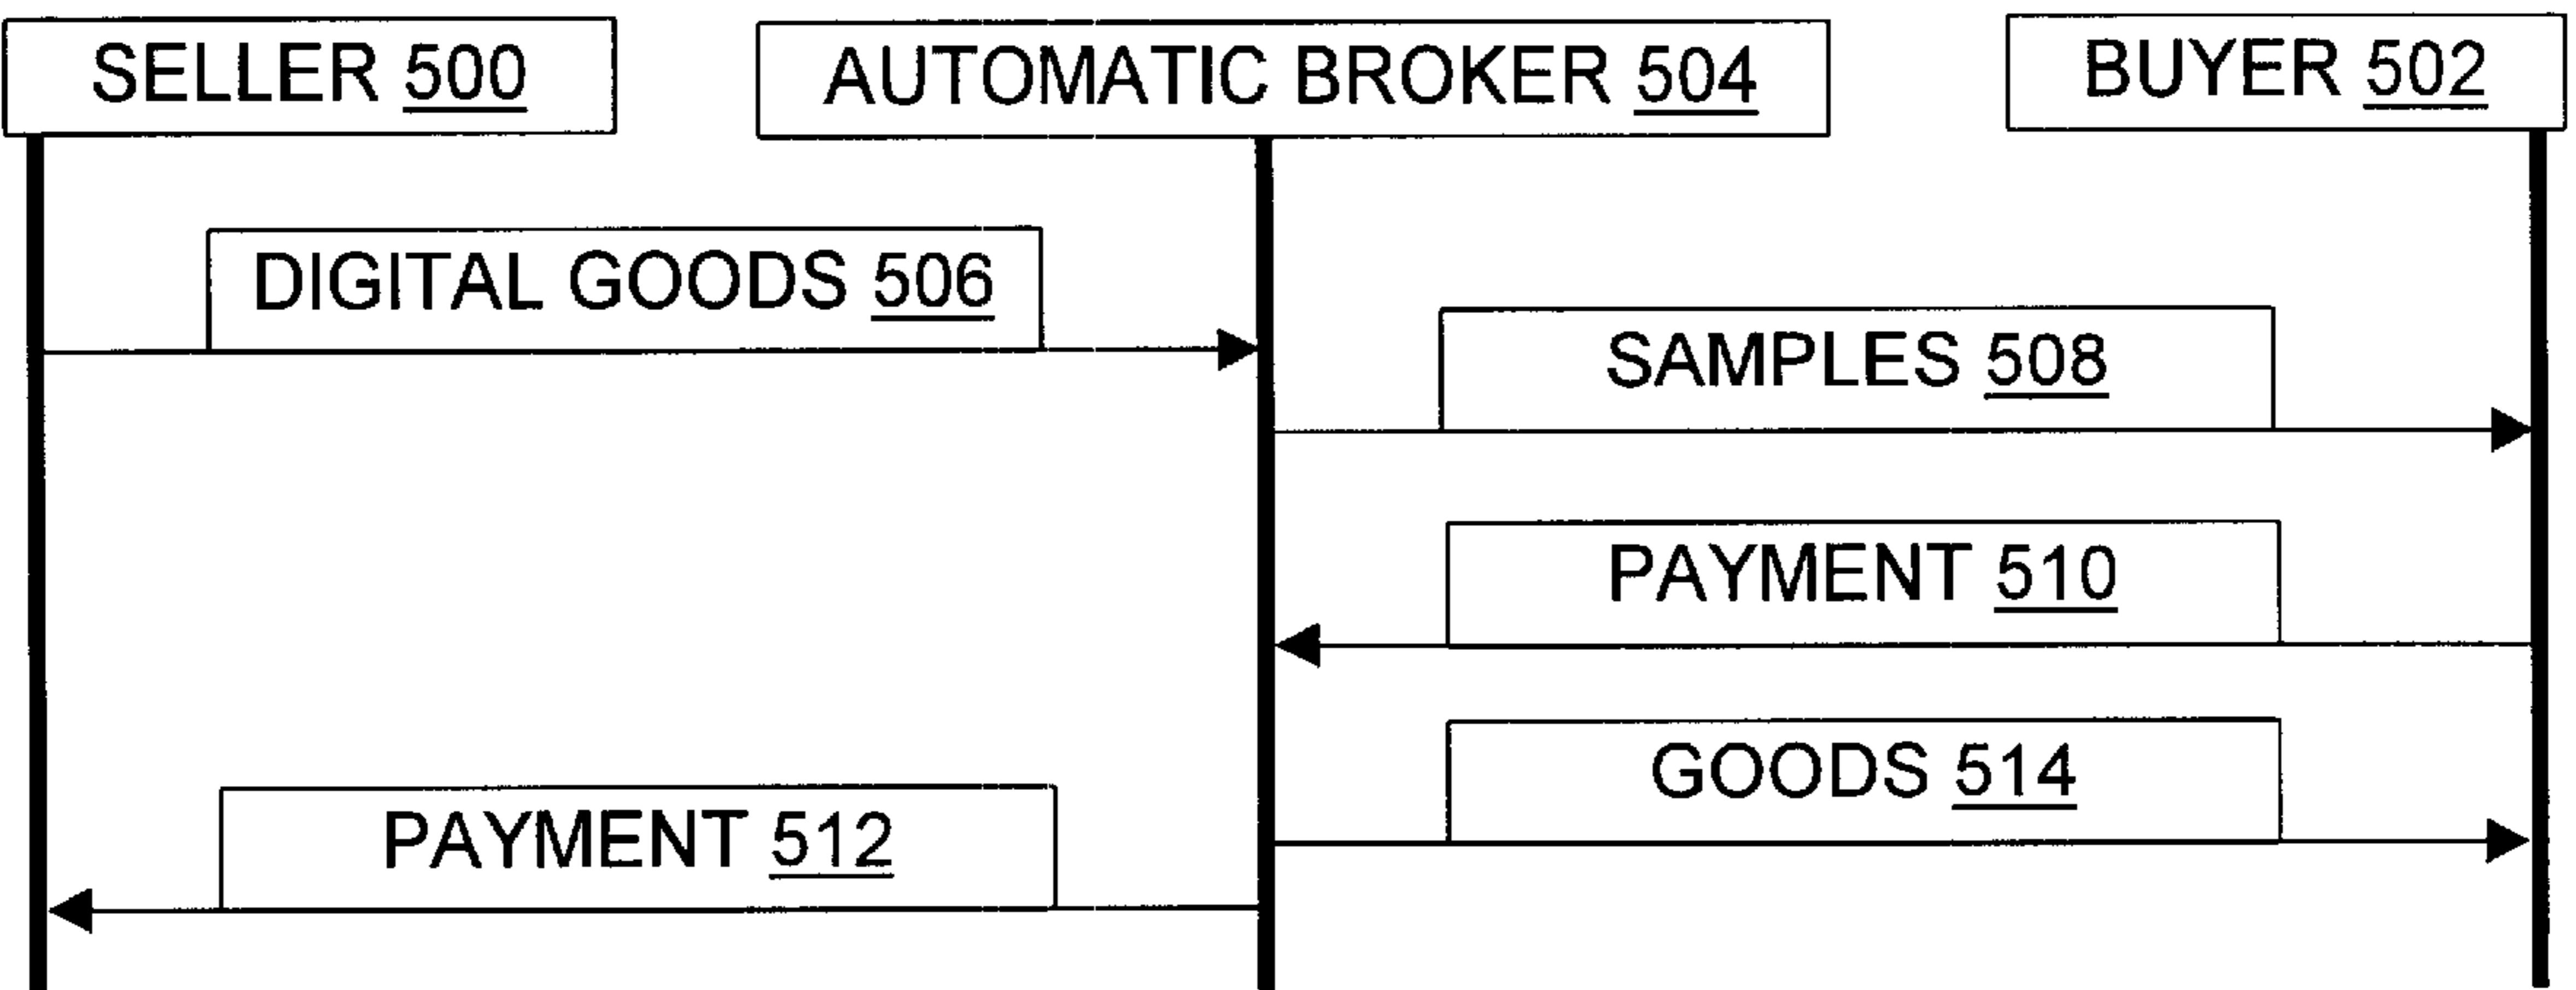 SELLER 500
AUTOMATIC BROKER 504
BUYER 502
DIGITAL GOODS 506
SAMPLES 508
PAYMENT 510
GOODS 514
PAYMENT 512